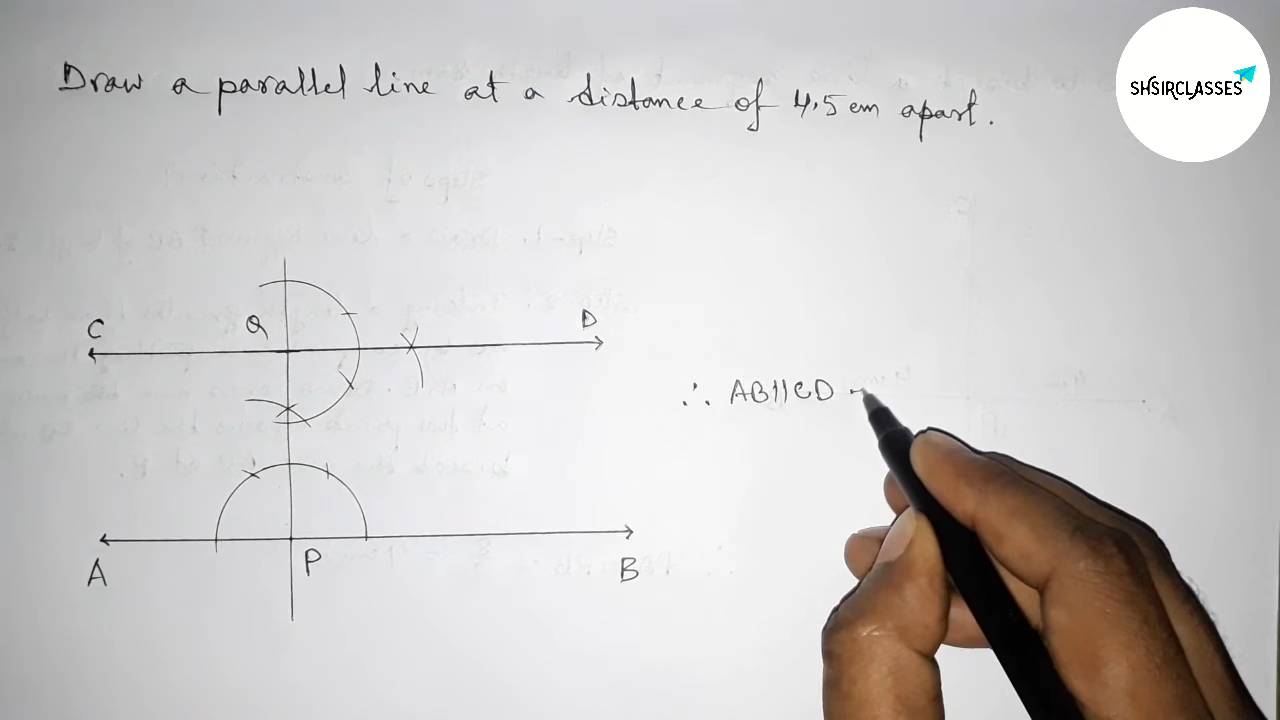 Draw a parallel line at a distance of 4.5 cm apart.
SHSIRCLASSES
Q
C
D
∴ AB||CD
P
A
B